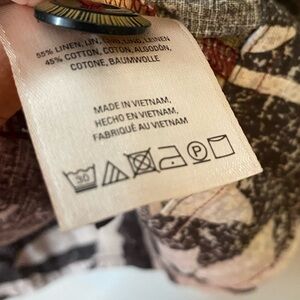 55% LINEN, LIN, LINO, LEINEN
45% COTTON, COTON, ALGODÓN,
COTONE, BAUMWOLLE
MADE IN VIETNAM,
HECHO EN VIETNAM,
FABRIQUÉ AU VIETNAM
30
P